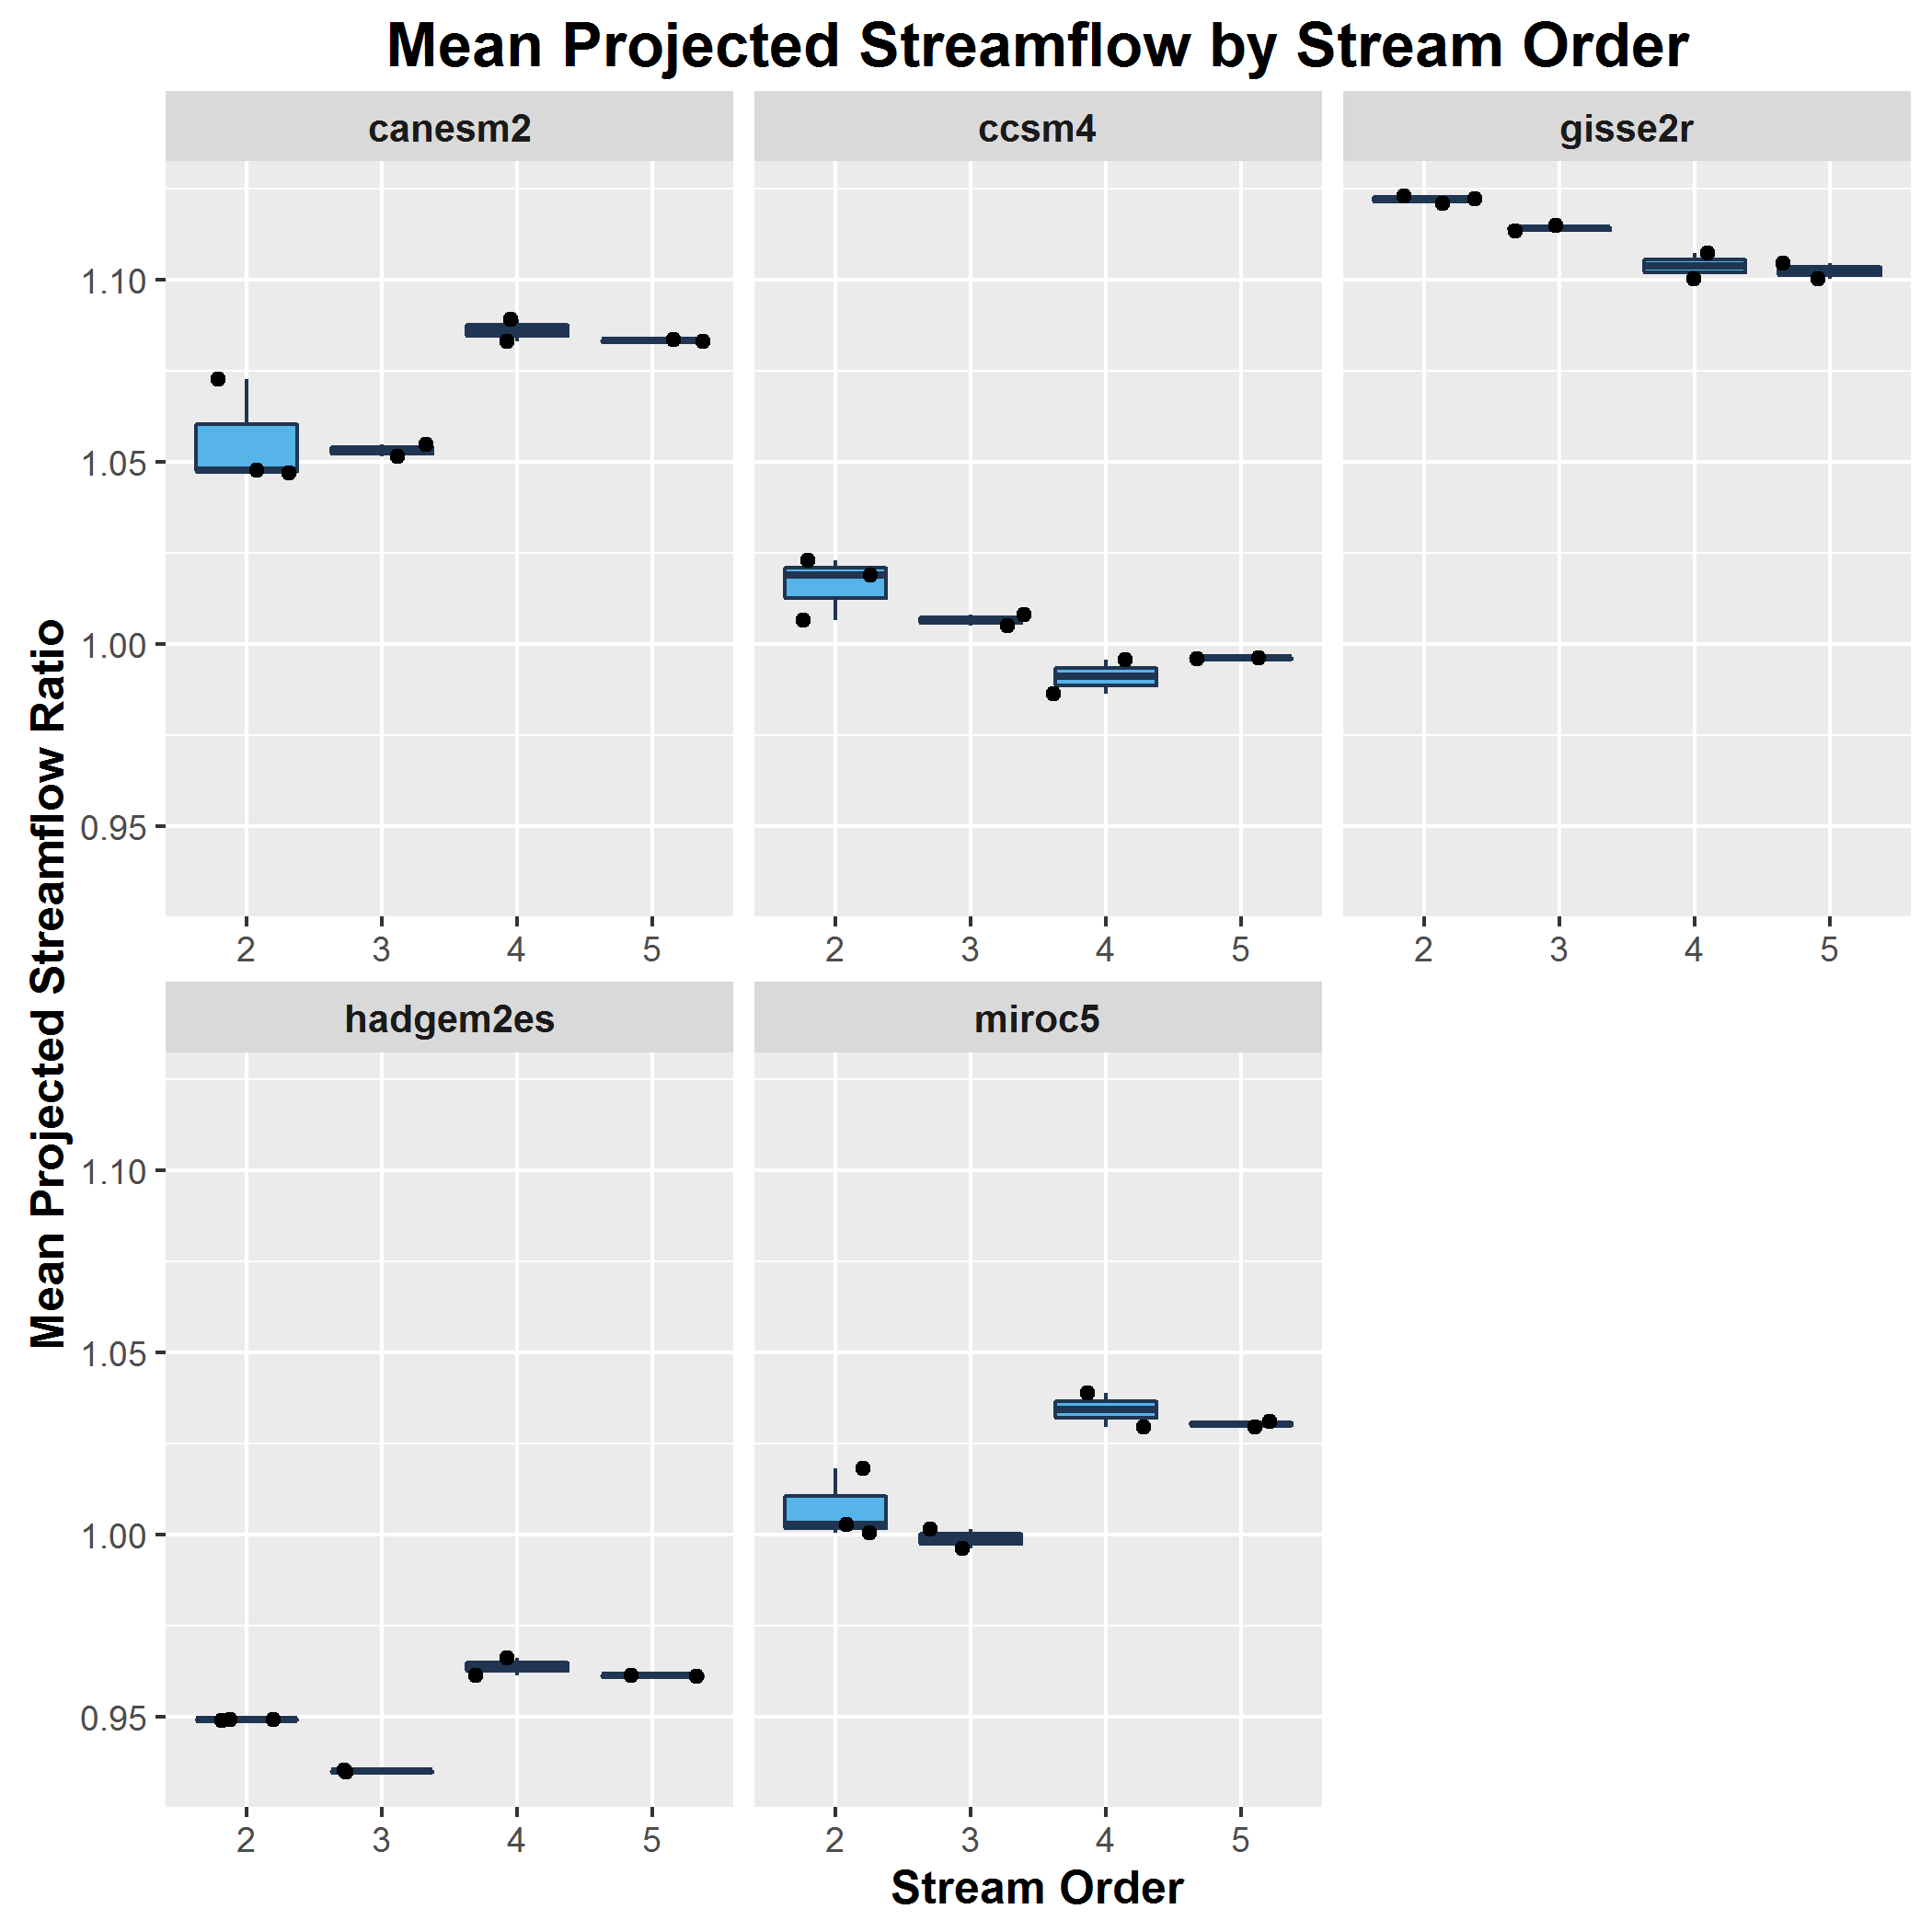 Mean Projected Streamflow by Stream Order
canesm2 ccsm4 gisse2r
1.10
1.05
1.00
0.95
2 3 4 5 2 3 4 5 2 3 4 5
Mean Projected Streamflow Ratio
hadgem2es miroc5
1.10
1.05
1.00
0.95
2 3 4 5 2 3 4 5
Stream Order